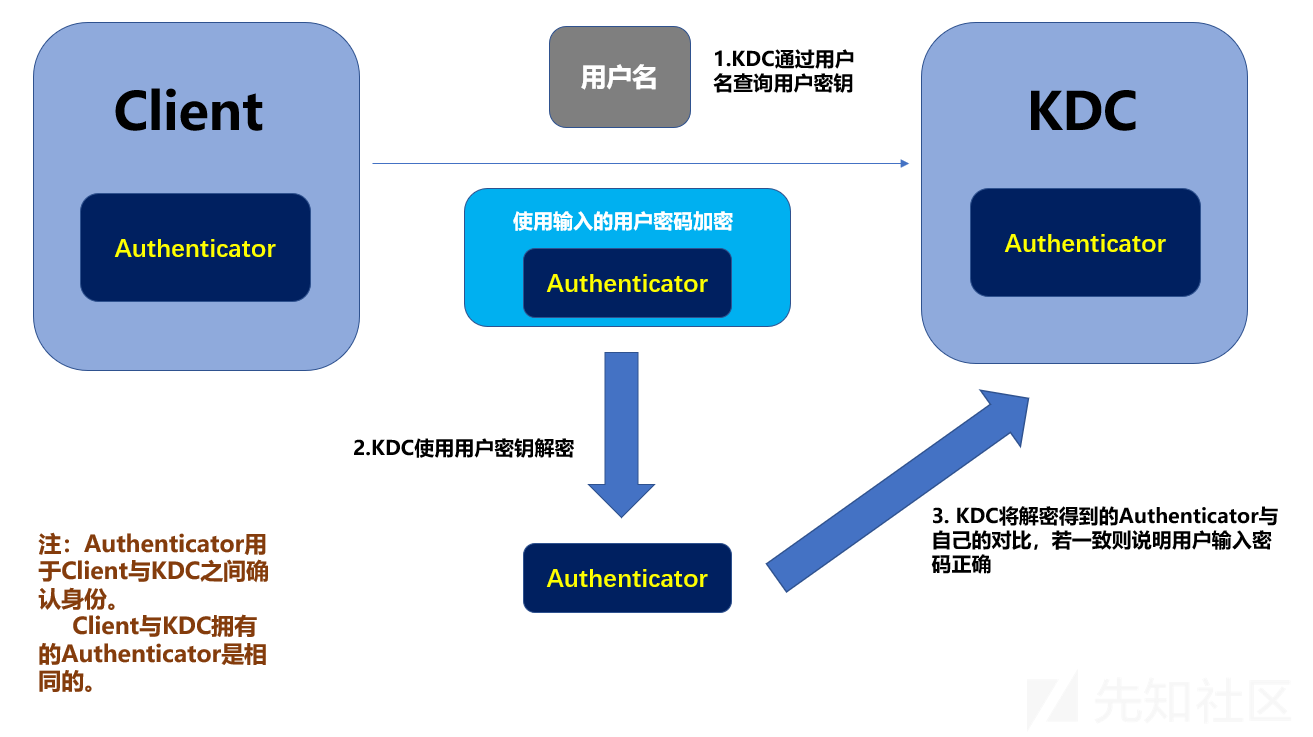 Client
Authenticator
用户名
1.KDC通过用户
名查询用户密钥
KDC
Authenticator
使用输入的用户密码加密
Authenticator
2.KDC使用用户密钥解密
Authenticator
3. KDC将解密得到的Authenticator与
自己的对比，若一致则说明用户输入密
码正确
注：Authenticator用
于Client与KDC之间确
认身份。
Client与KDC拥有
的Authenticator是相
同的。
先知社区